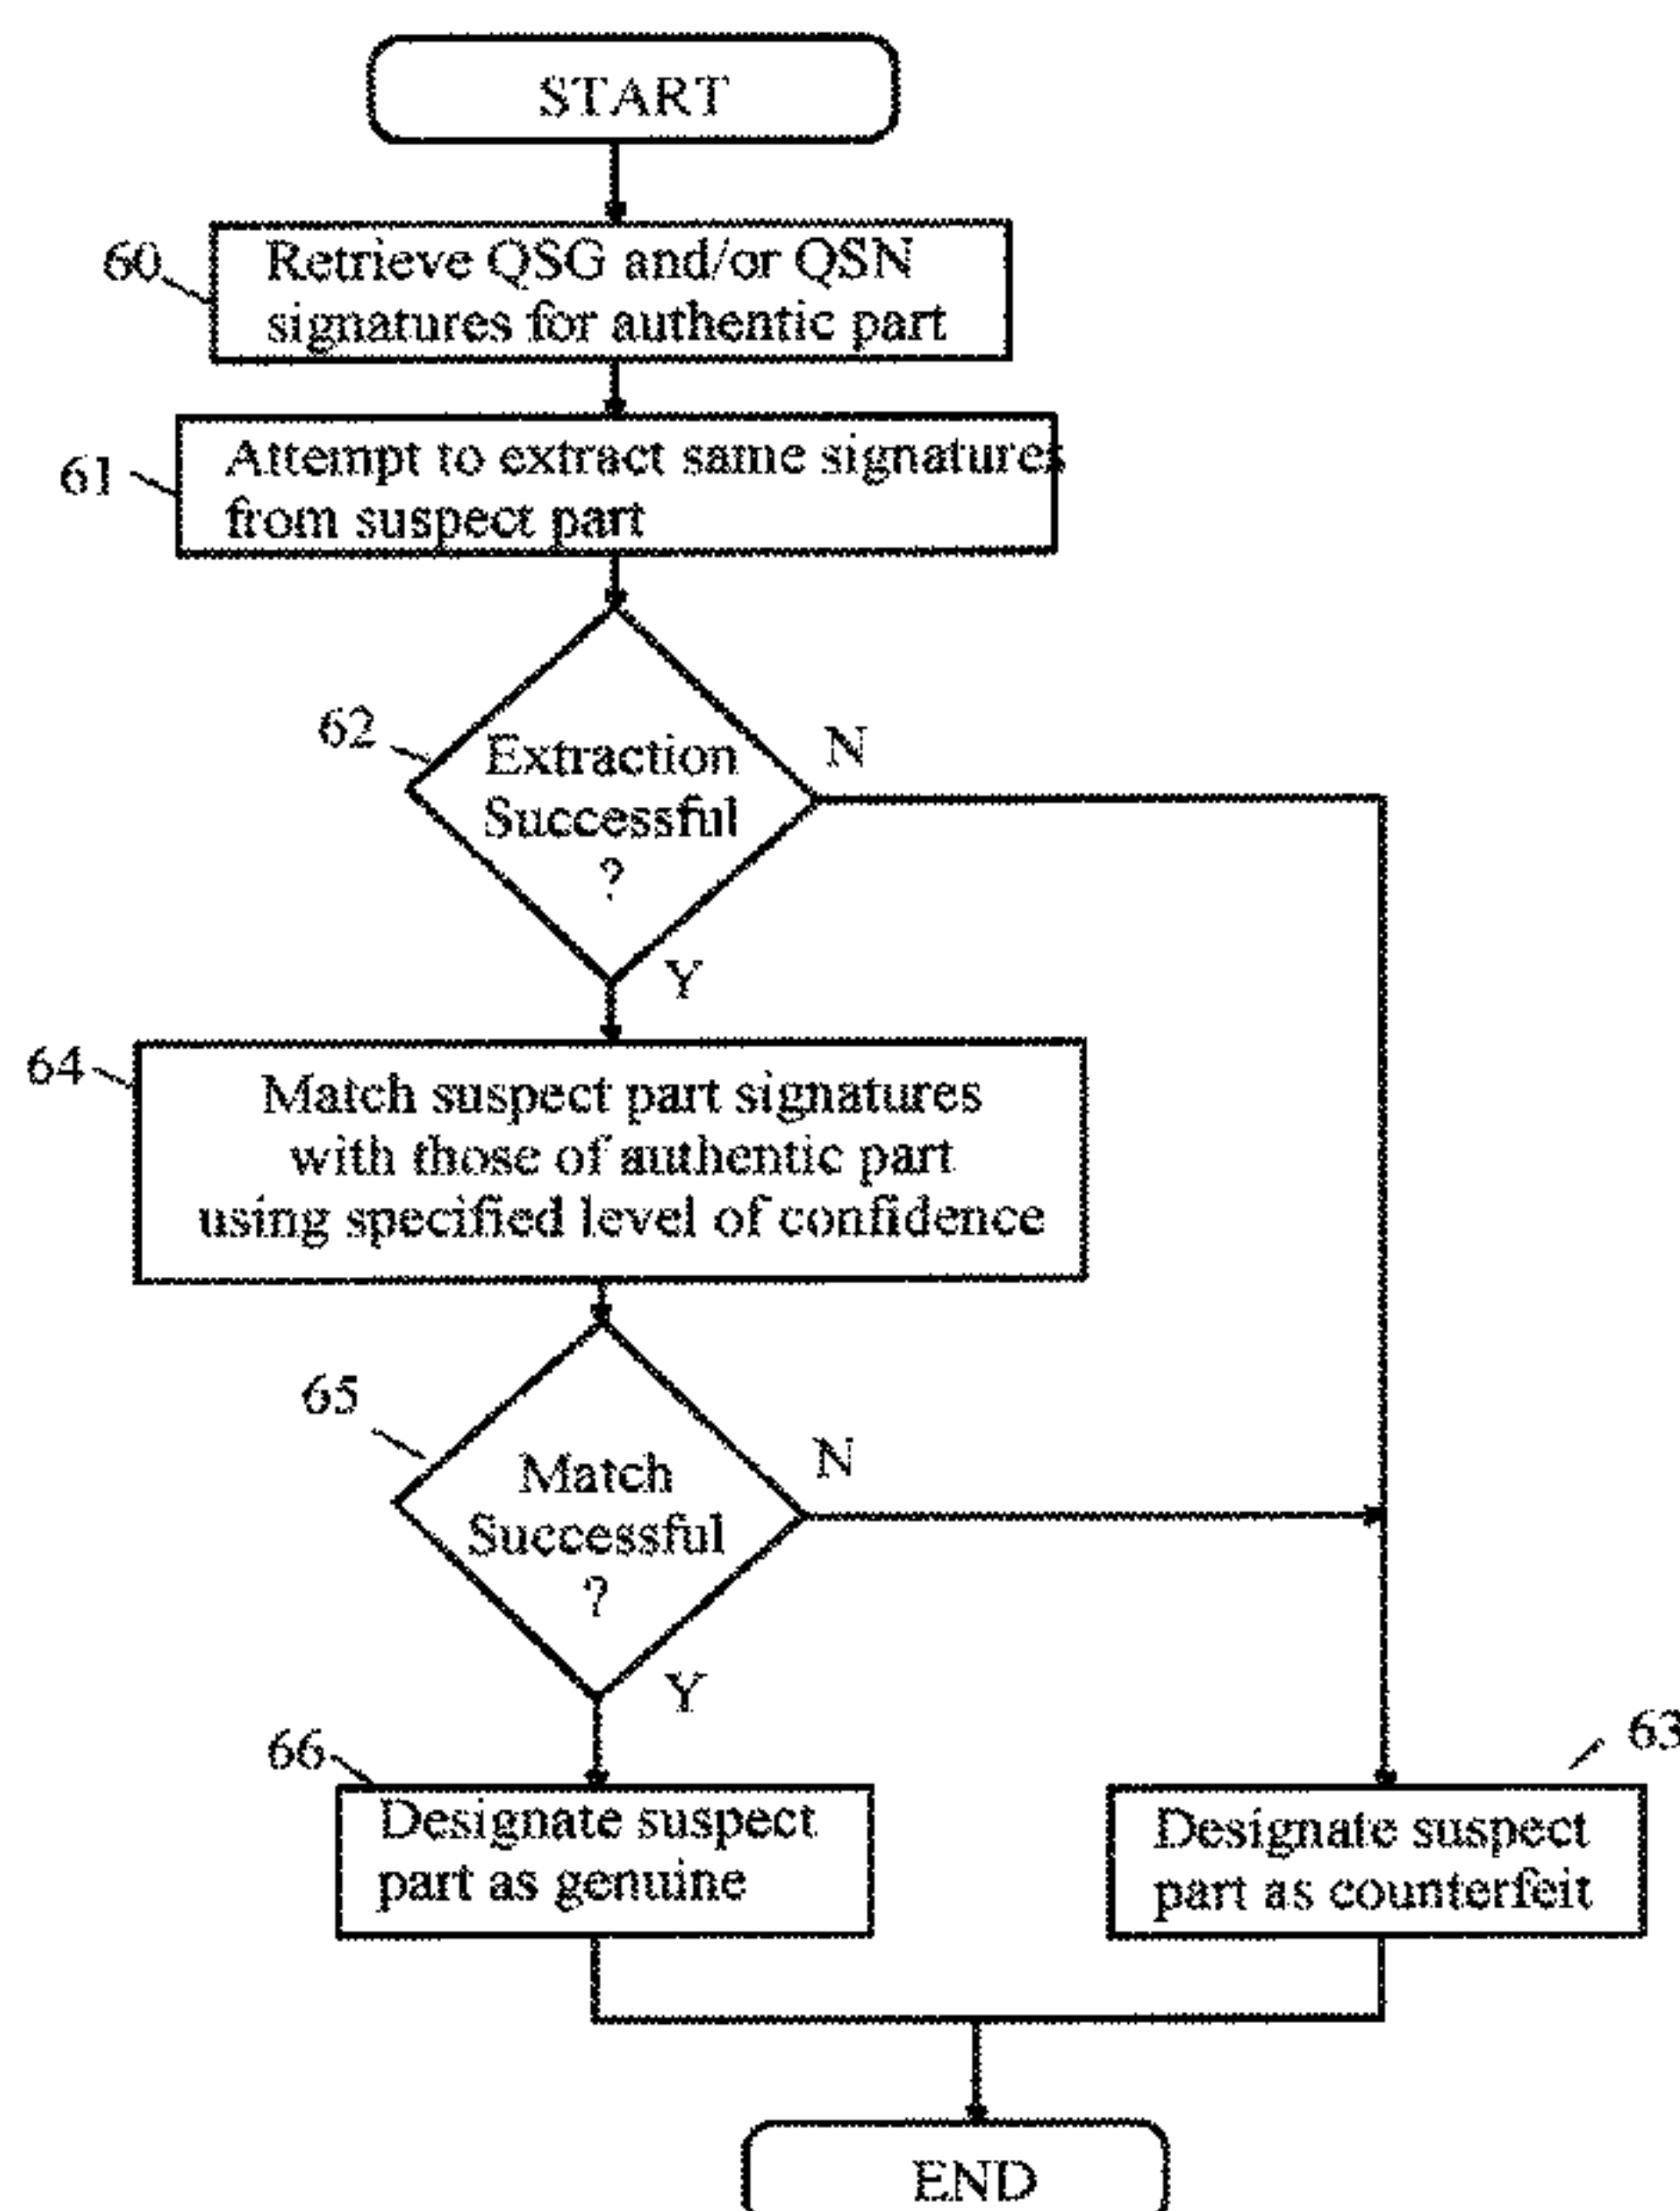 START
60
Retrieve QSG and/or QSN
signatures for authentic part
61
Attempt to extract same signatures
from suspect part
62
Extraction
Successful
?
N
Y
64
Match suspect part signatures
with those of authentic part
using specified level of confidence
65
Match
Successful
?
N
Y
66
Designate suspect
part as genuine
63
Designate suspect
part as counterfeit
END